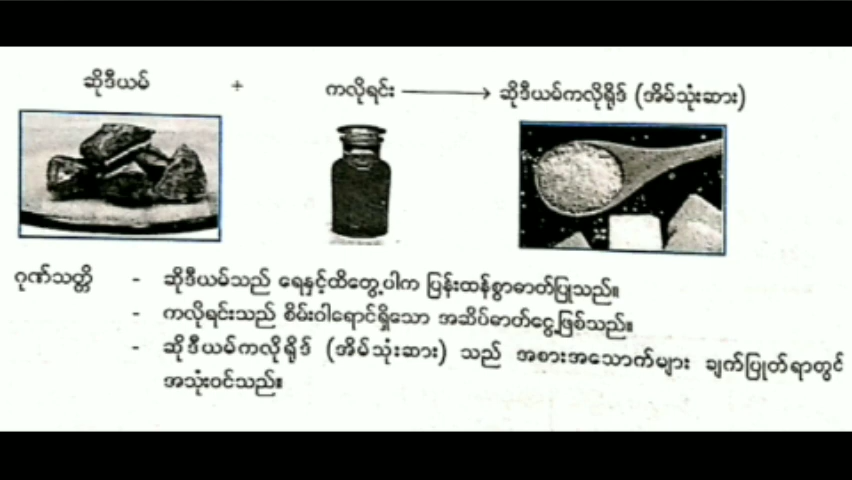 ဆိုဒီယမ် + ကလိုရင်း ⟶ ဆိုဒီယမ်ကလိုရိုဒ် (အိမ်သုံးဆား)
ဂုဏ်သတ္တိ - ဆိုဒီယမ်သည် ရေနှင့်ထိတွေ့ပါက ပြန်းထန်စွာဓာတ်ပြုသည်။
- ကလိုရင်းသည် စိမ်းဝါရောင်ရှိသော အဆိပ်ဓာတ်ငွေ့ဖြစ်သည်။
- ဆိုဒီယမ်ကလိုရိုဒ် (အိမ်သုံးဆား) သည် အစားအသောက်များ ချက်ပြုတ်ရာတွင်
အသုံးဝင်သည်။